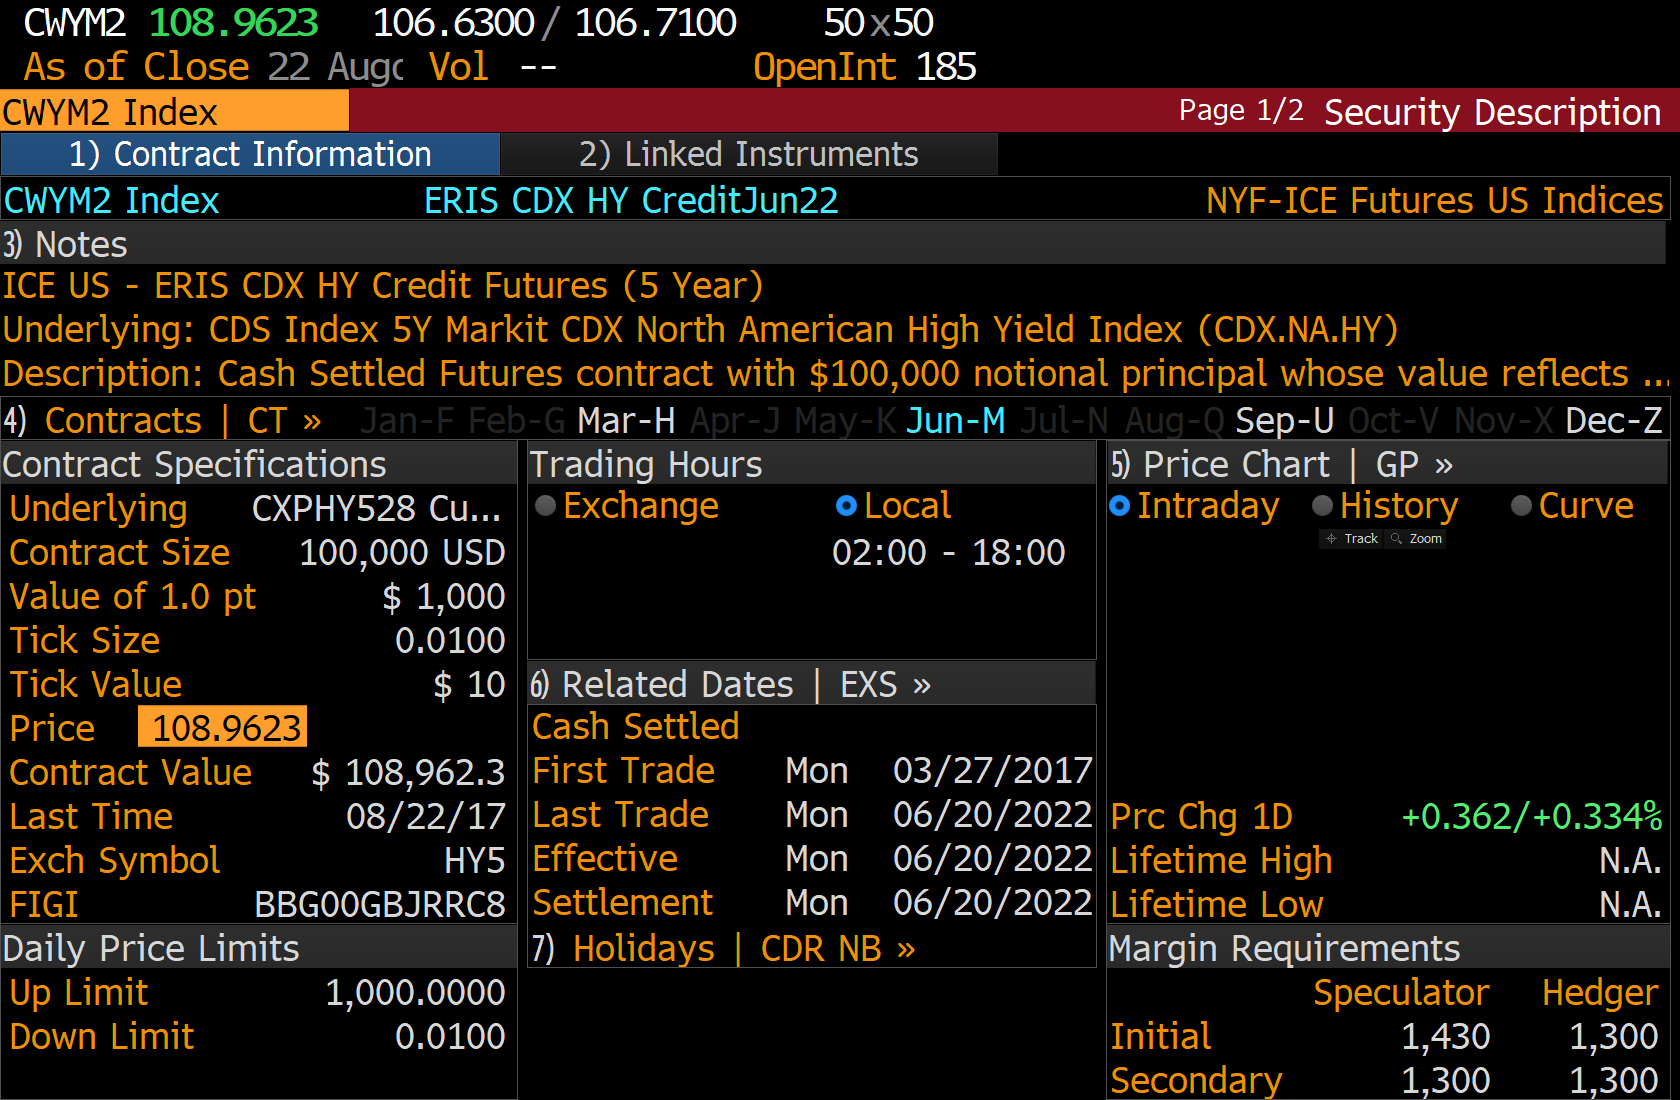 CWYM2 108.9623 106.6300 / 106.7100 50x50
As of Close 22 Aug Vol -- OpenInt 185
CWYM2 Index Page 1/2 Security Description
1) Contract Information 2) Linked Instruments
CWYM2 Index ERIS CDX HY CreditJun22 NYF-ICE Futures US Indices
3) Notes
ICE US - ERIS CDX HY Credit Futures (5 Year)
Underlying: CDS Index 5Y Markit CDX North American High Yield Index (CDX.NA.HY)
Description: Cash Settled Futures contract with $100,000 notional principal whose value reflects ...
4) Contracts | CT » Jan-F Feb-G Mar-H Apr-J May-K Jun-M Jul-N Aug-Q Sep-U Oct-V Nov-X Dec-Z
Contract Specifications
Underlying CXPHY528 Cu...
Contract Size 100,000 USD
Value of 1.0 pt $ 1,000
Tick Size 0.0100
Tick Value $ 10
Price 108.9623
Contract Value $ 108,962.3
Last Time 08/22/17
Exch Symbol HY5
FIGI BBG00GBJRRC8
Daily Price Limits
Up Limit 1,000.0000
Down Limit 0.0100
Trading Hours
Exchange Local
02:00 - 18:00
6) Related Dates | EXS »
Cash Settled
First Trade Mon 03/27/2017
Last Trade Mon 06/20/2022
Effective Mon 06/20/2022
Settlement Mon 06/20/2022
7) Holidays | CDR NB »
5) Price Chart | GP »
Intraday History Curve
Track Zoom
Prc Chg 1D +0.362/+0.334%
Lifetime High N.A.
Lifetime Low N.A.
Margin Requirements
Speculator Hedger
Initial 1,430 1,300
Secondary 1,300 1,300